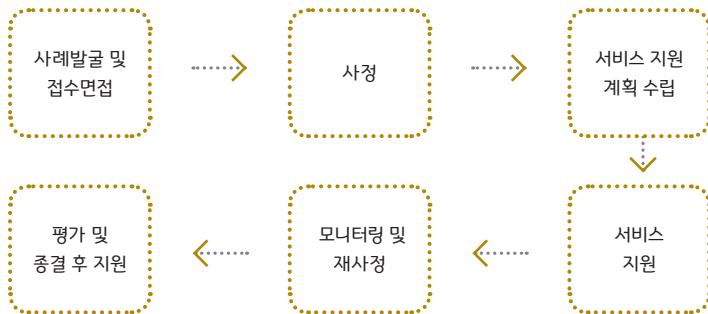 사례발굴 및
접수면접
사정
서비스 지원
계획 수립
서비스
지원
모니터링 및
재사정
평가 및
종결 후 지원